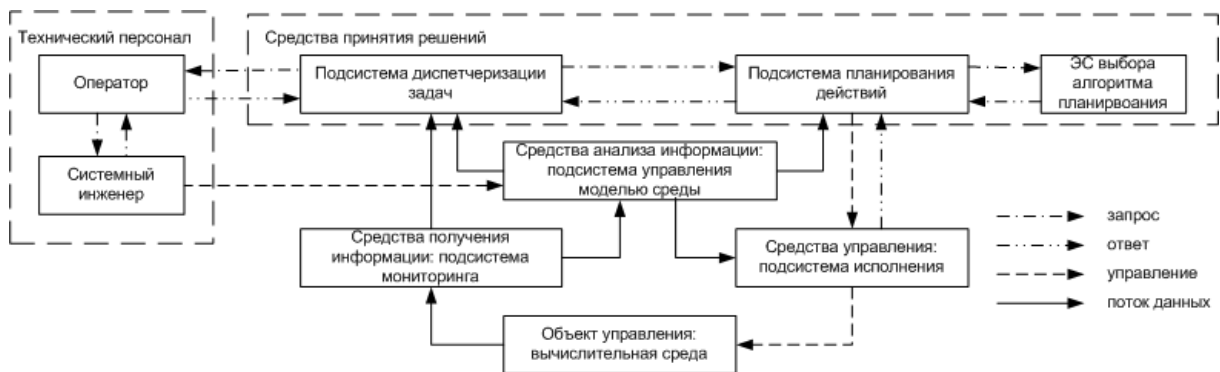 Технический персонал
Средства принятия решений
Оператор
Подсистема диспетчеризации
задач
Подсистема планирования
действий
ЭС выбора
алгоритма
планирвоания
Системный
инженер
Средства анализа информации:
подсистема управления
моделью среды
Средства получения
информации: подсистема
мониторинга
Средства управления:
подсистема исполнения
Объект управления:
вычислительная среда
запрос
ответ
управление
поток данных